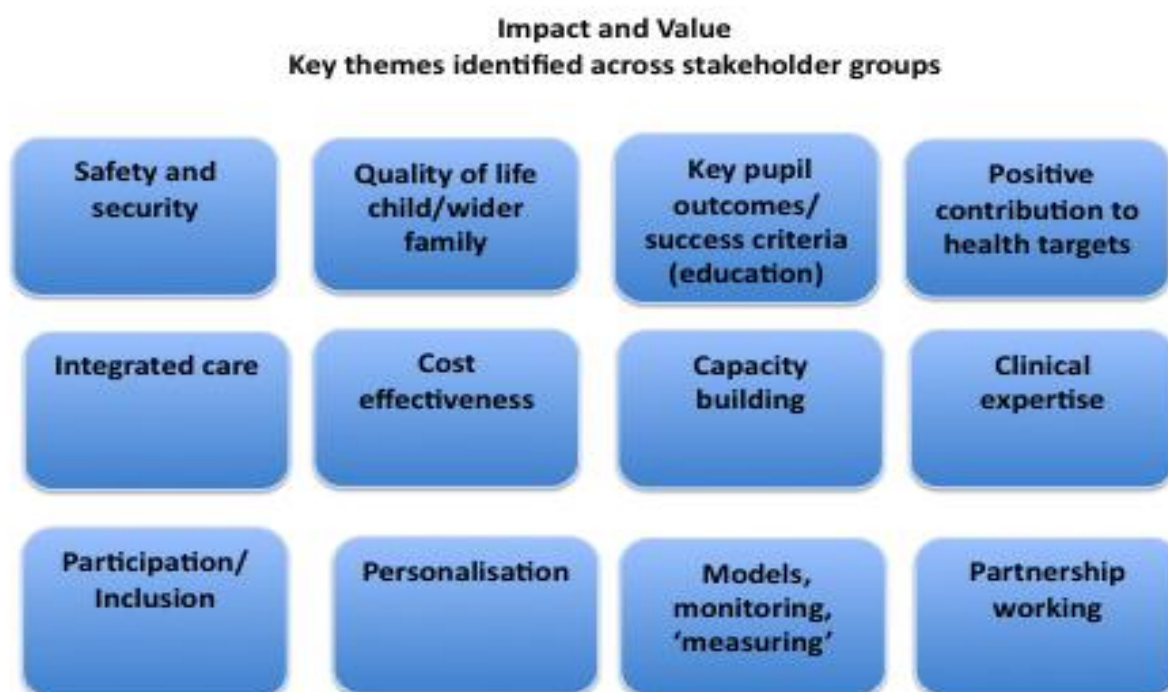 Impact and Value
Key themes identified across stakeholder groups
Safety and
security
Quality of life
child/wider
family
Key pupil
outcomes/
success criteria
(education)
Positive
contribution to
health targets
Integrated care
Cost
effectiveness
Capacity
building
Clinical
expertise
Participation/
Inclusion
Personalisation
Models,
monitoring,
‘measuring’
Partnership
working